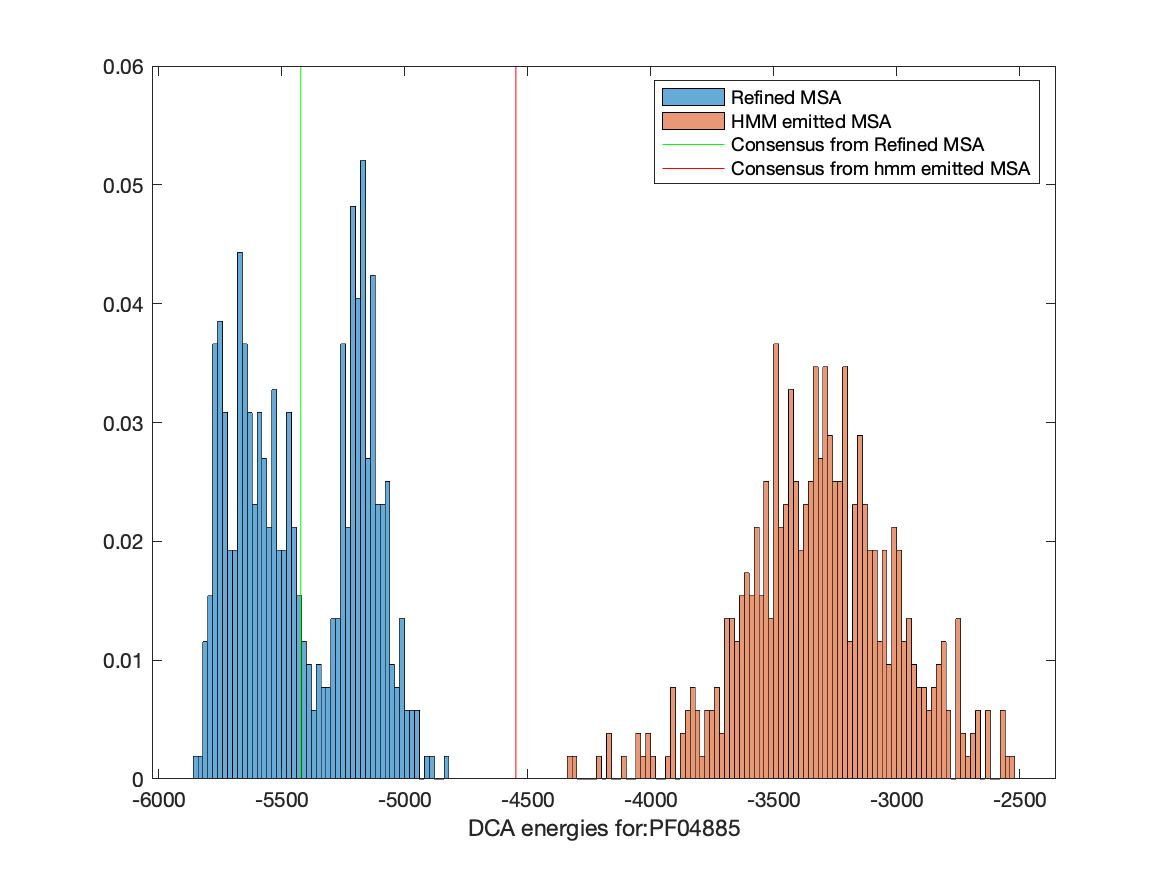 0.06
0.05
0.04
0.03
0.02
0.01
0
Refined MSA
HMM emitted MSA
Consensus from Refined MSA
Consensus from hmm emitted MSA
-6000 -5500 -5000 -4500 -4000 -3500 -3000 -2500
DCA energies for:PF04885